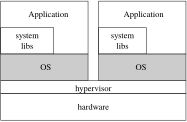 Application
system
libs
OS
Application
system
libs
OS
hypervisor
hardware